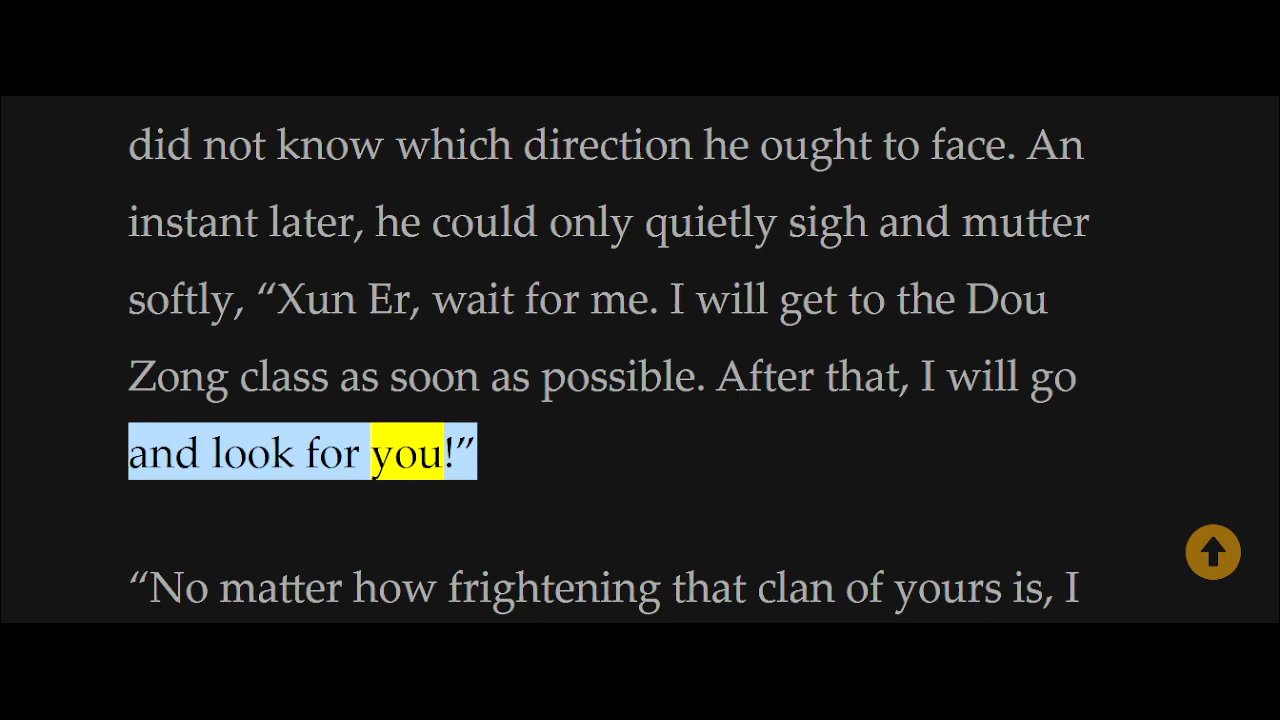 did not know which direction he ought to face. An
instant later, he could only quietly sigh and mutter
softly, “Xun Er, wait for me. I will get to the Dou
Zong class as soon as possible. After that, I will go
and look for you!”
“No matter how frightening that clan of yours is, I